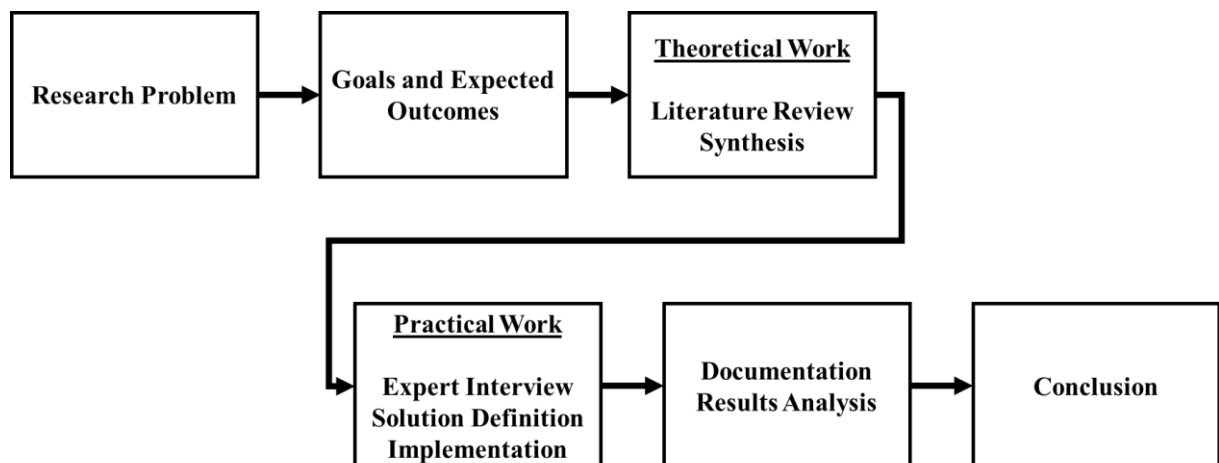 Research Problem
Goals and Expected
Outcomes
Theoretical Work
Literature Review
Synthesis
Practical Work
Expert Interview
Solution Definition
Implementation
Documentation
Results Analysis
Conclusion